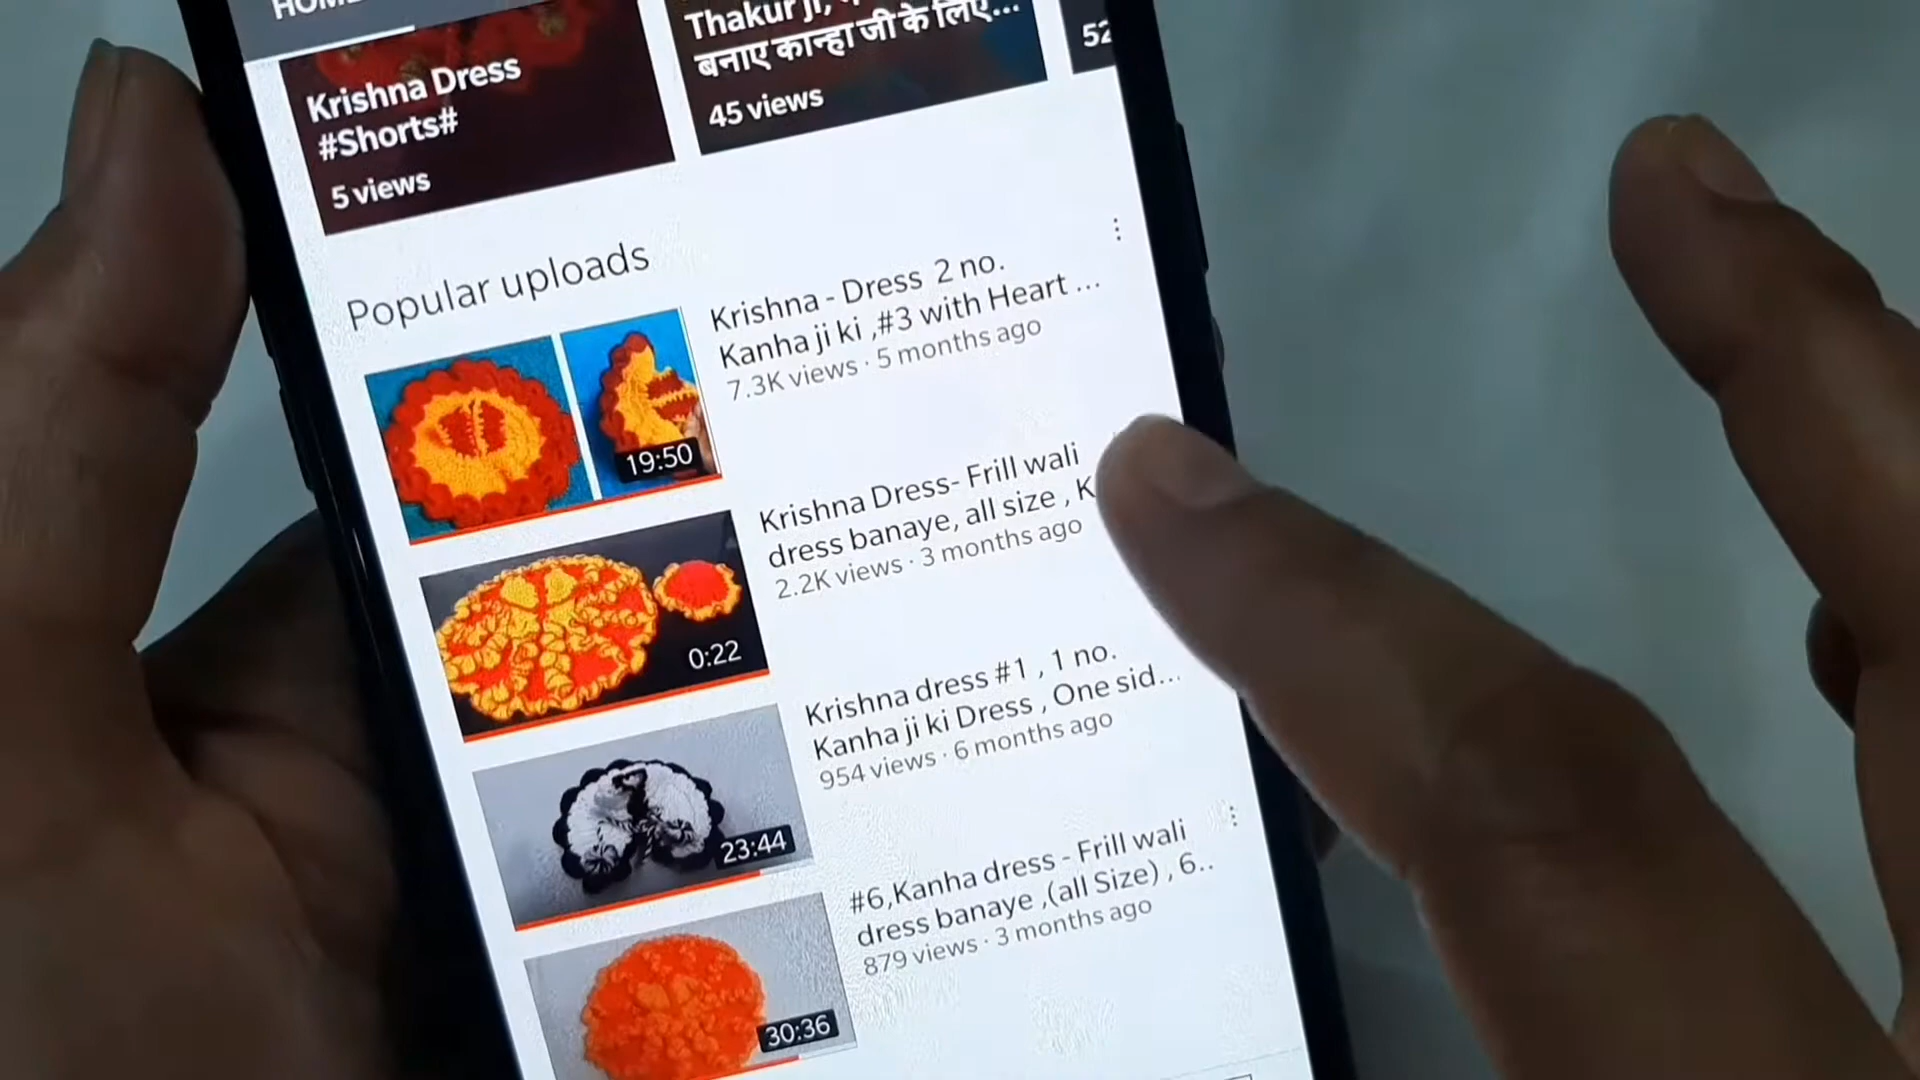 HOME
Krishna Dress
#Shorts#
5 views
Thakur ji,
बनाए कान्हा जी के लिए...
45 views
52
Popular uploads
Krishna - Dress 2 no.
Kanha ji ki ,#3 with Heart ...
7.3K views · 5 months ago
19:50
Krishna Dress- Frill wali
dress banaye, all size , K
2.2K views · 3 months ago
0:22
Krishna dress #1 , 1 no.
Kanha ji ki Dress , One sid...
954 views · 6 months ago
23:44
#6,Kanha dress - Frill wali
dress banaye ,(all Size) , 6..
879 views · 3 months ago
30:36